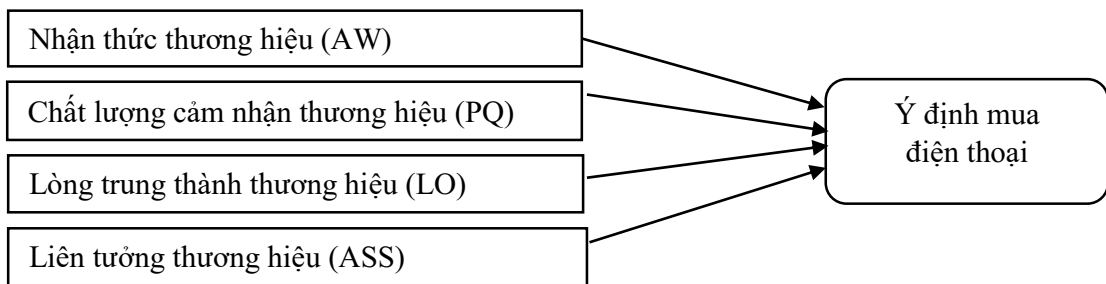 Nhận thức thương hiệu (AW)
Chất lượng cảm nhận thương hiệu (PQ)
Lòng trung thành thương hiệu (LO)
Liên tưởng thương hiệu (ASS)
Ý định mua
điện thoại